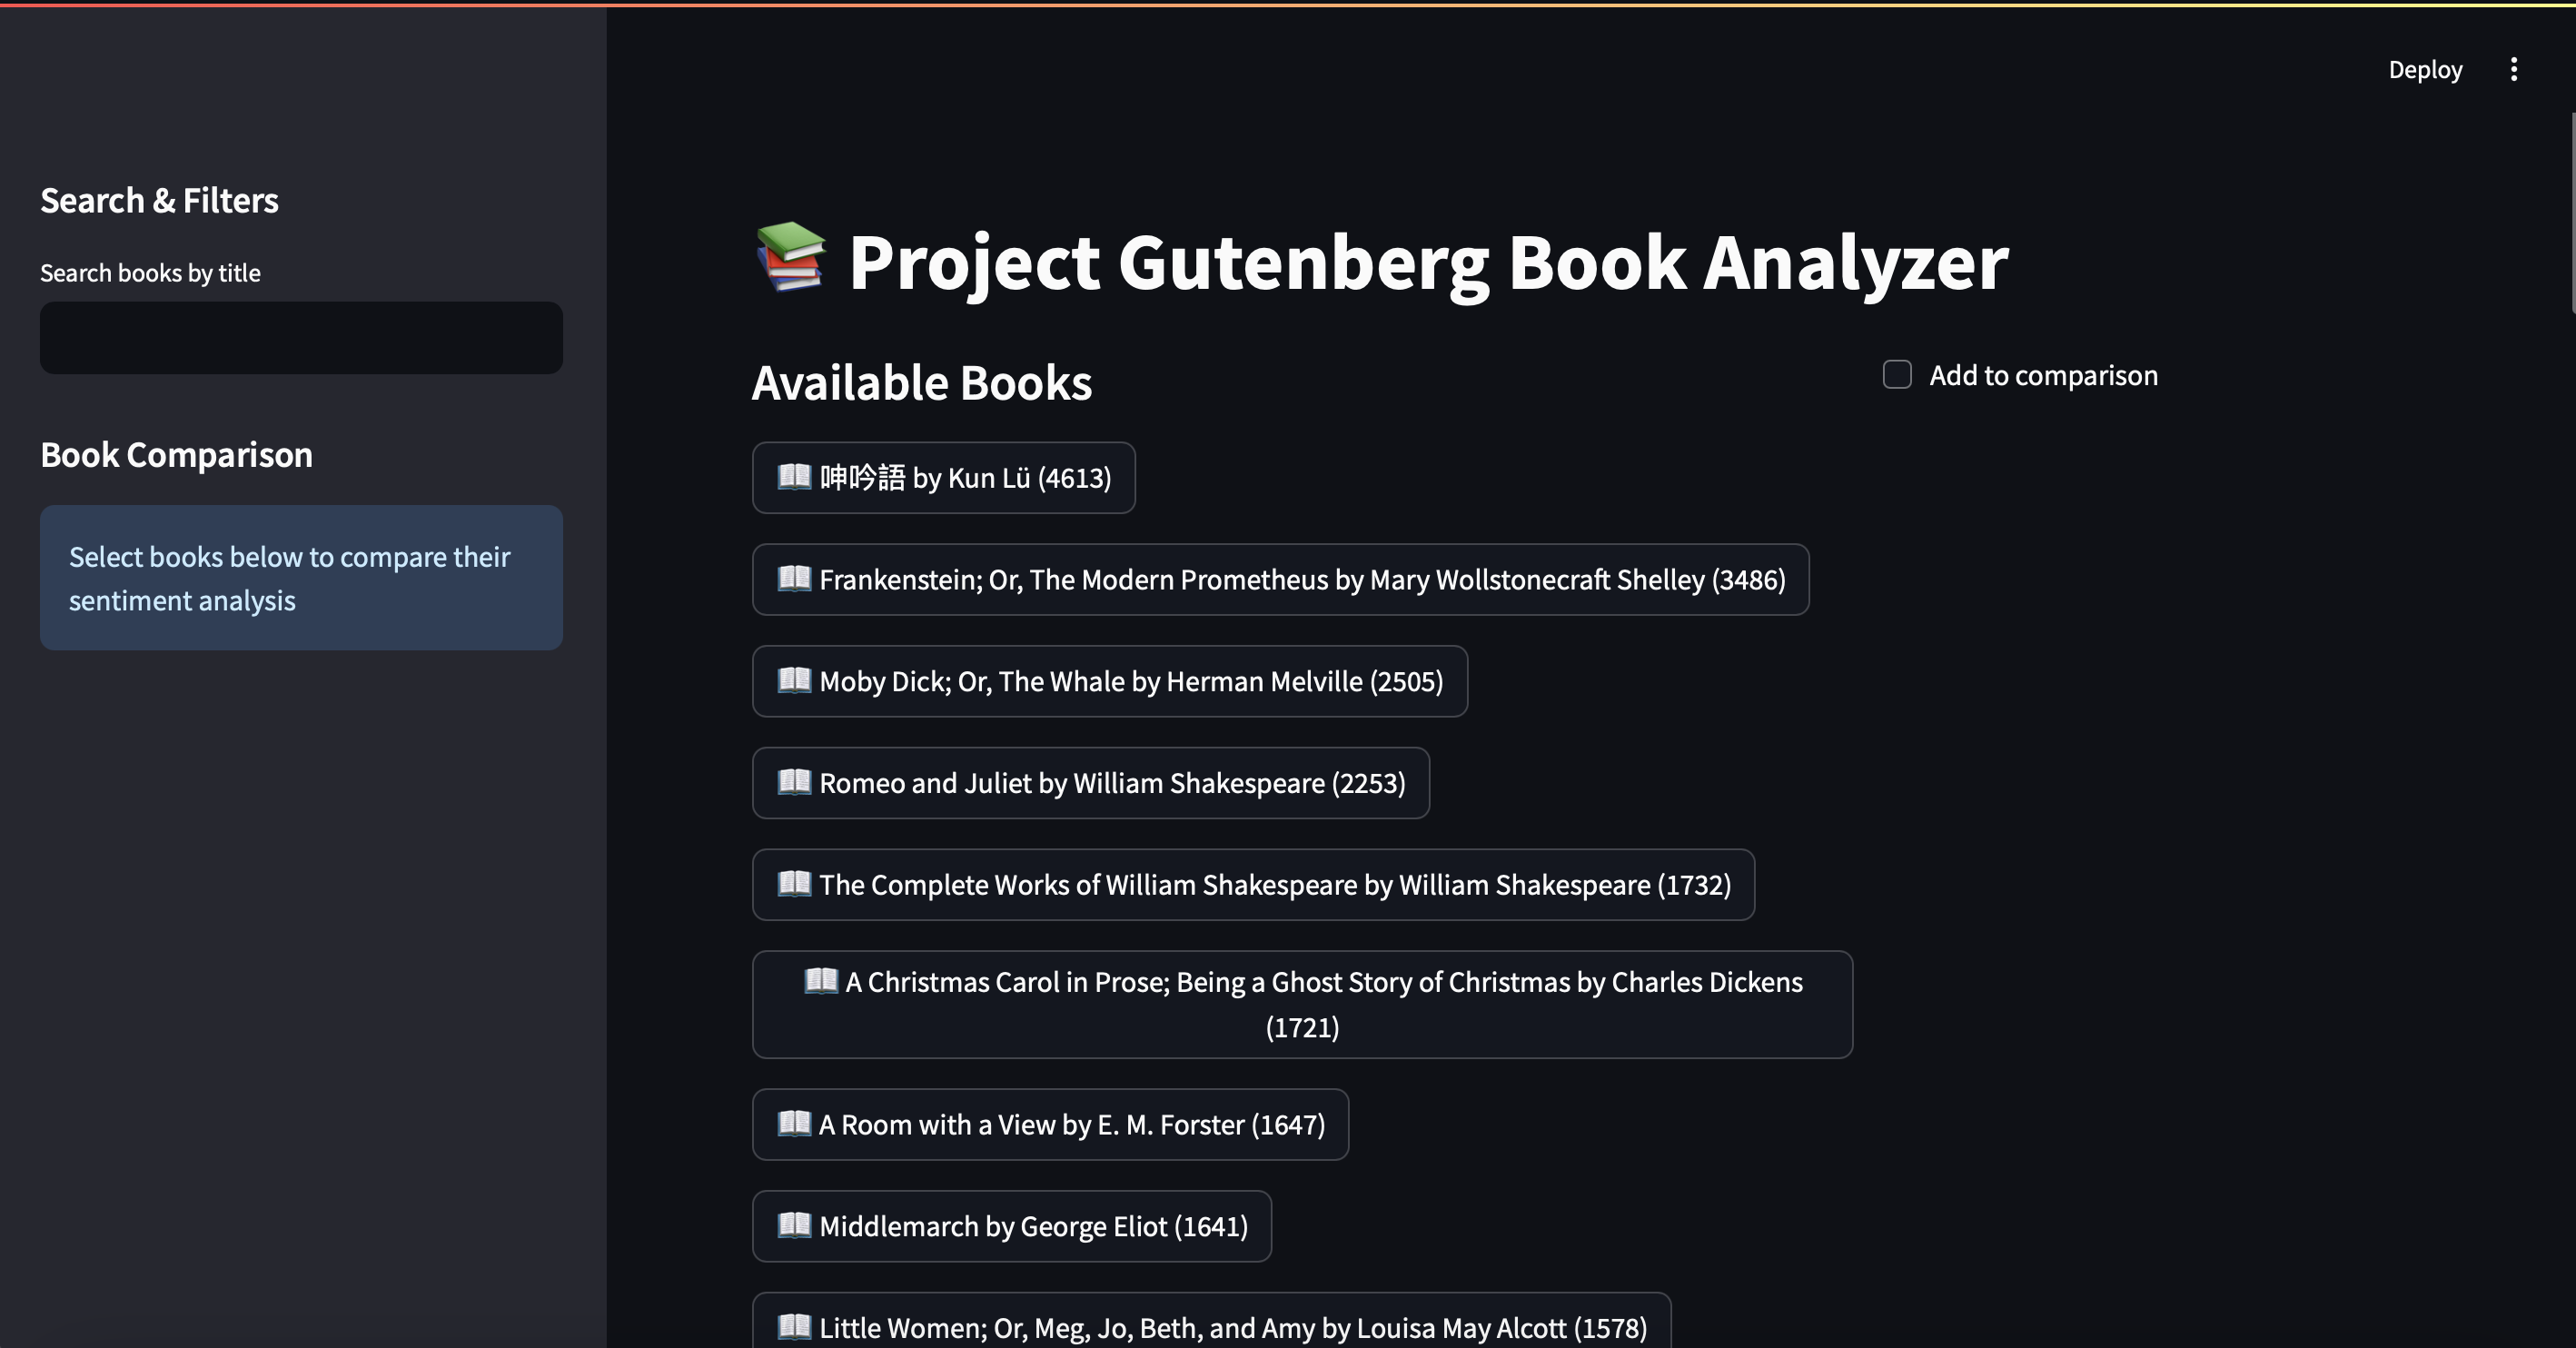 Deploy
Search & Filters
Search books by title
Book Comparison
Select books below to compare their
sentiment analysis
Project Gutenberg Book Analyzer
Available Books
Add to comparison
呻吟語 by Kun Lü (4613)
Frankenstein; Or, The Modern Prometheus by Mary Wollstonecraft Shelley (3486)
Moby Dick; Or, The Whale by Herman Melville (2505)
Romeo and Juliet by William Shakespeare (2253)
The Complete Works of William Shakespeare by William Shakespeare (1732)
A Christmas Carol in Prose; Being a Ghost Story of Christmas by Charles Dickens
(1721)
A Room with a View by E. M. Forster (1647)
Middlemarch by George Eliot (1641)
Little Women; Or, Meg, Jo, Beth, and Amy by Louisa May Alcott (1578)